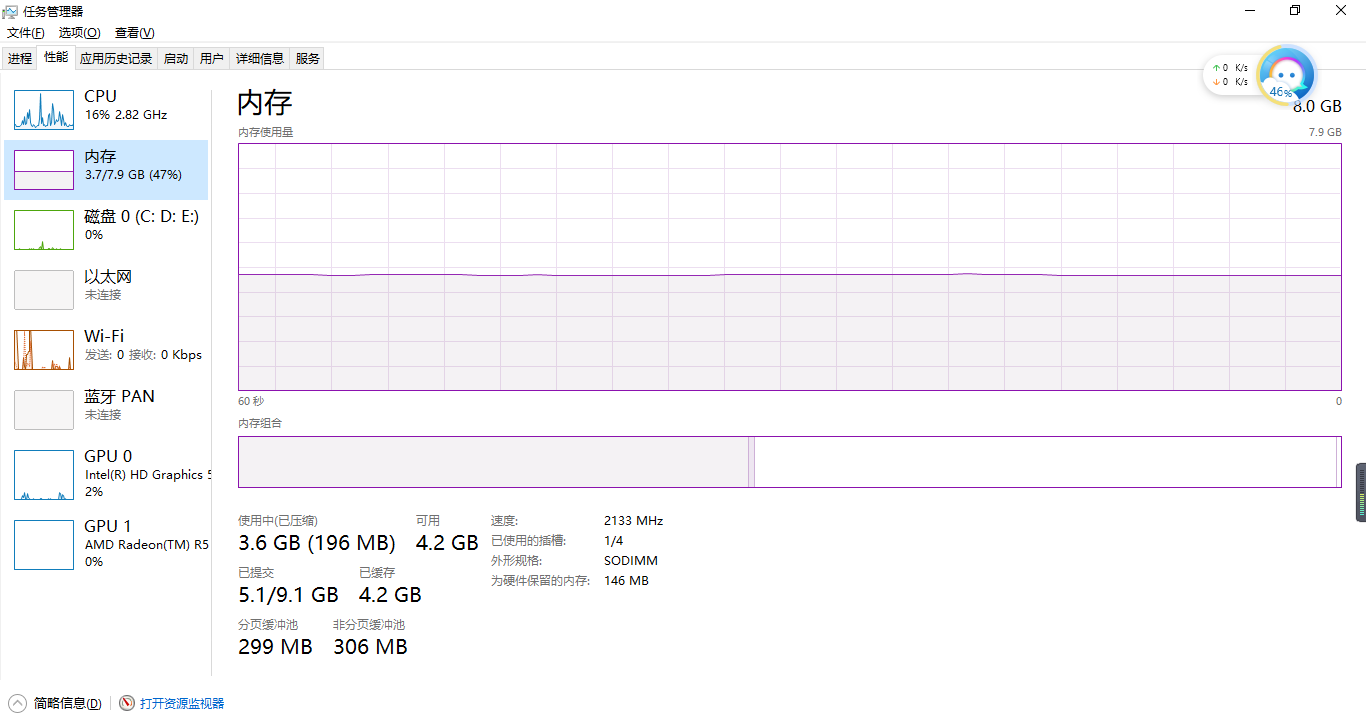 任务管理器
文件(F) 选项(O) 查看(V)
进程 性能 应用历史记录 启动 用户 详细信息 服务
CPU
16% 2.82 GHz
内存
3.7/7.9 GB (47%)
磁盘 0 (C: D: E:)
0%
以太网
未连接
Wi-Fi
发送: 0 接收: 0 Kbps
蓝牙 PAN
未连接
GPU 0
Intel(R) HD Graphics 5
2%
GPU 1
AMD Radeon(TM) R5
0%
↑ 0 K/s
↓ 0 K/s
46%
内存
8.0 GB
内存使用量
7.9 GB
60 秒
0
内存组合
使用中(已压缩)
3.6 GB (196 MB)
可用
4.2 GB
已提交
5.1/9.1 GB
已缓存
4.2 GB
分页缓冲池
299 MB
非分页缓冲池
306 MB
速度: 2133 MHz
已使用的插槽: 1/4
外形规格: SODIMM
为硬件保留的内存: 146 MB
简略信息(D)
打开资源监视器